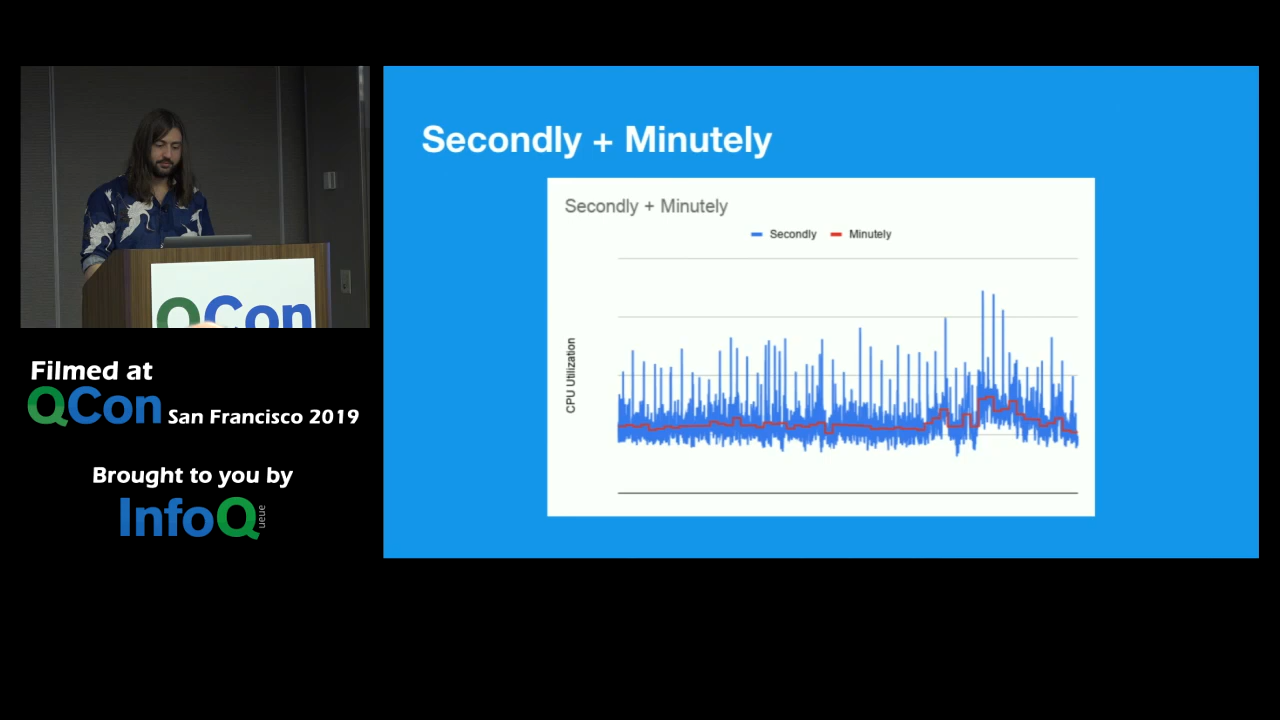 QCon
Filmed at
QCon San Francisco 2019
Brought to you by
InfoQ
queue
Secondly + Minutely
Secondly + Minutely
Secondly Minutely
CPU Utilization